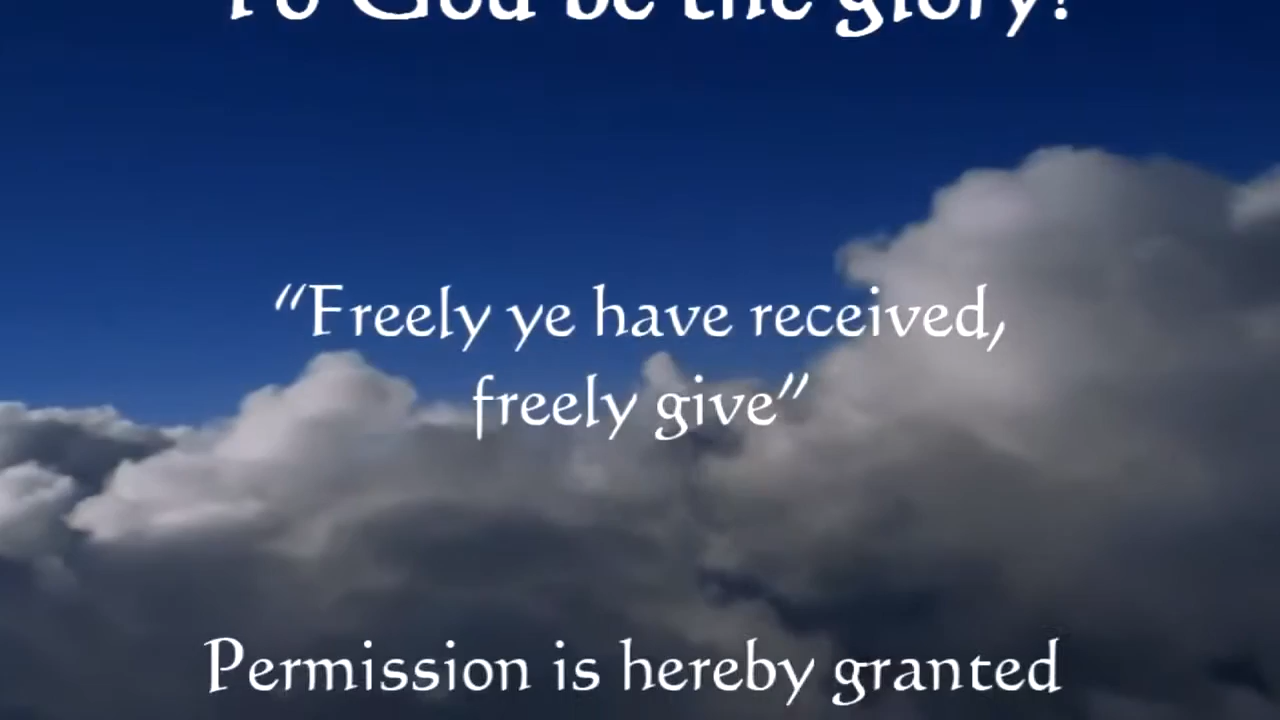 To God be the glory!
“Freely ye have received,
freely give”
Permission is hereby granted